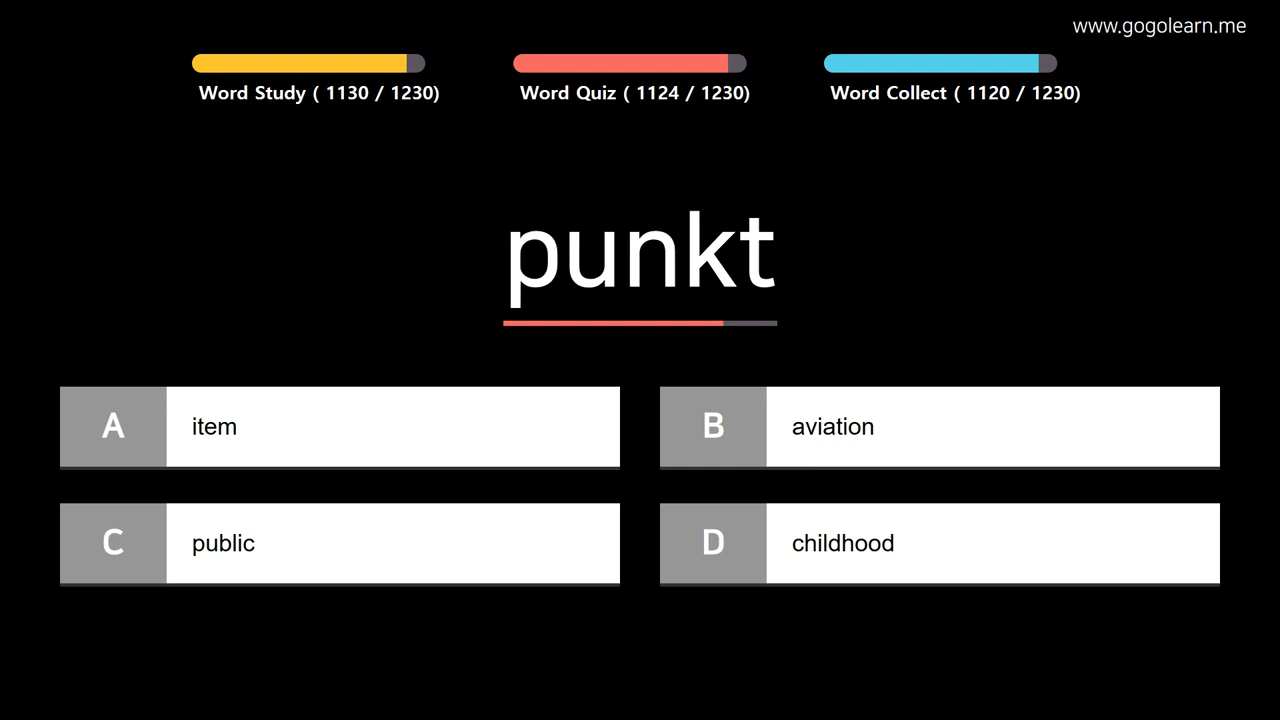 www.gogolearn.me
Word Study ( 1130 / 1230)
Word Quiz ( 1124 / 1230)
Word Collect ( 1120 / 1230)
punkt
A item
B aviation
C public
D childhood